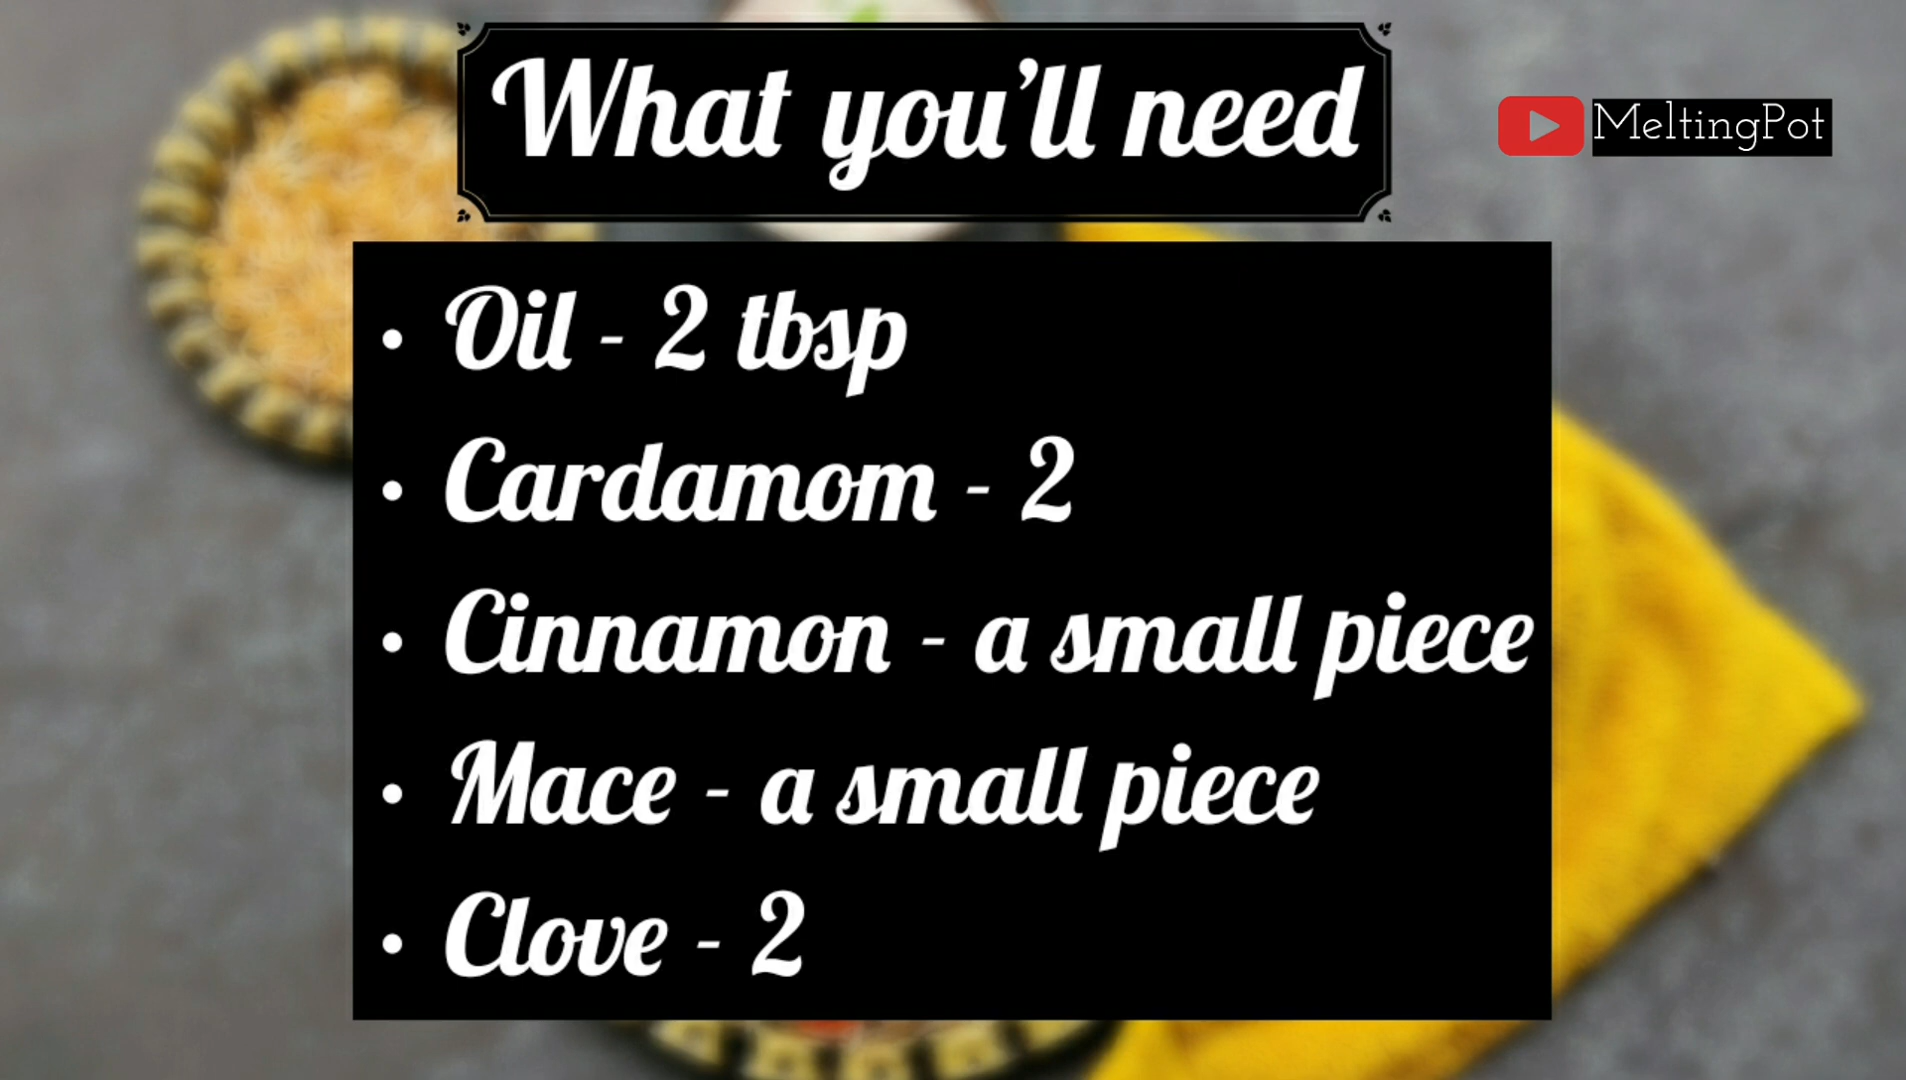 What you’ll need
MeltingPot
• Oil - 2 tbsp
• Cardamom - 2
• Cinnamon - a small piece
• Mace - a small piece
• Clove - 2